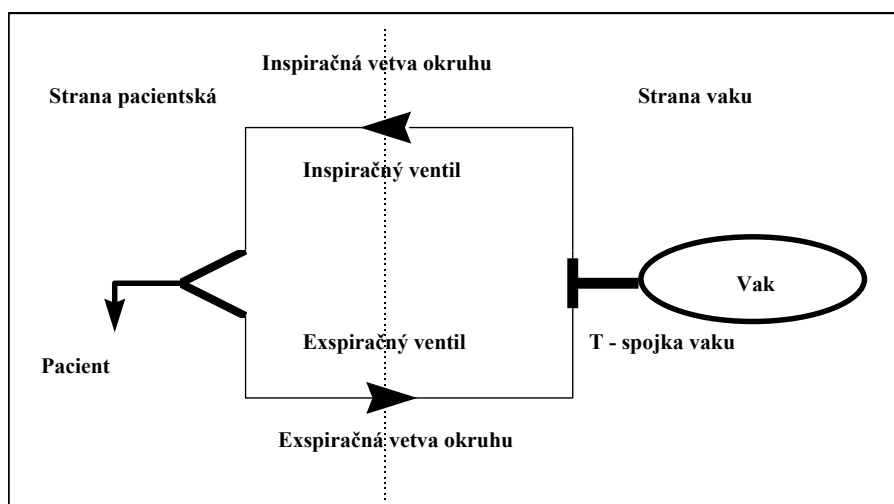 Inspiračná vetva okruhu
Strana pacientská
Strana vaku
Inspiračný ventil
Vak
Exspiračný ventil
T - spojka vaku
Pacient
Exspiračná vetva okruhu